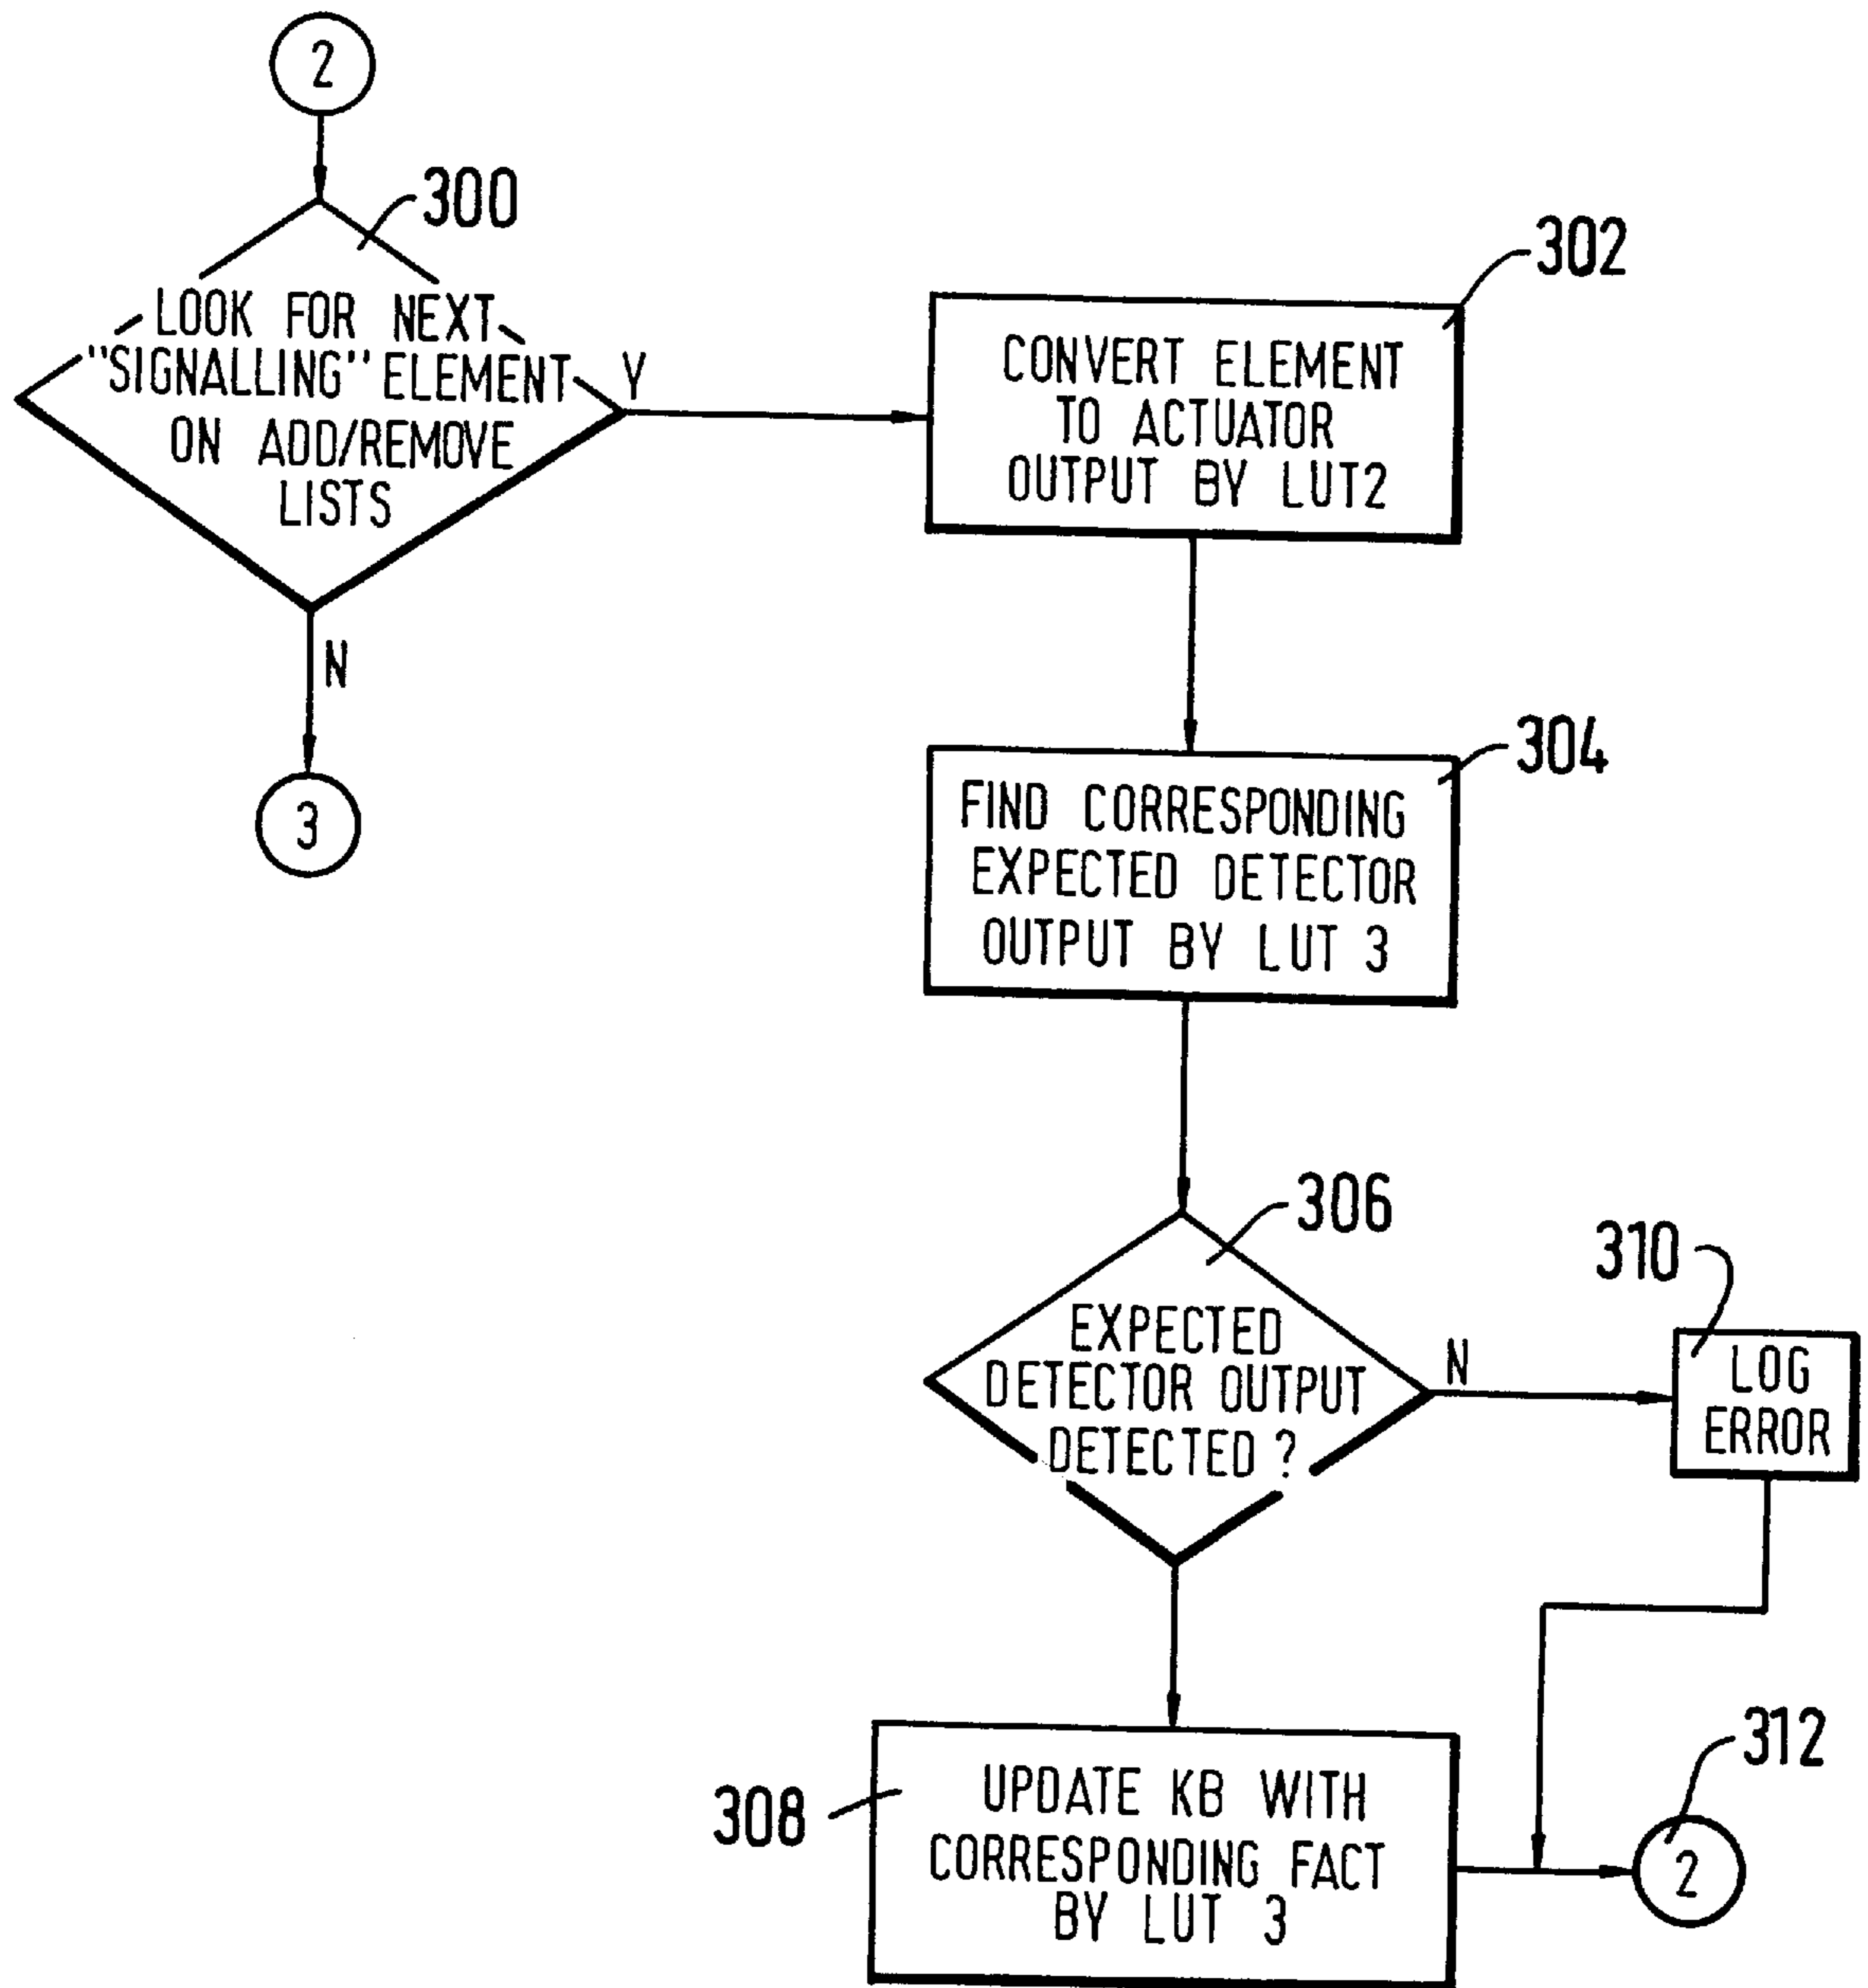 2
300
LOOK FOR NEXT
"SIGNALLING" ELEMENT
ON ADD/REMOVE
LISTS
Y
N
3
302
CONVERT ELEMENT
TO ACTUATOR
OUTPUT BY LUT2
304
FIND CORRESPONDING
EXPECTED DETECTOR
OUTPUT BY LUT 3
306
EXPECTED
DETECTOR OUTPUT
DETECTED ?
N
310
LOG
ERROR
308
UPDATE KB WITH
CORRESPONDING FACT
BY LUT 3
312
2